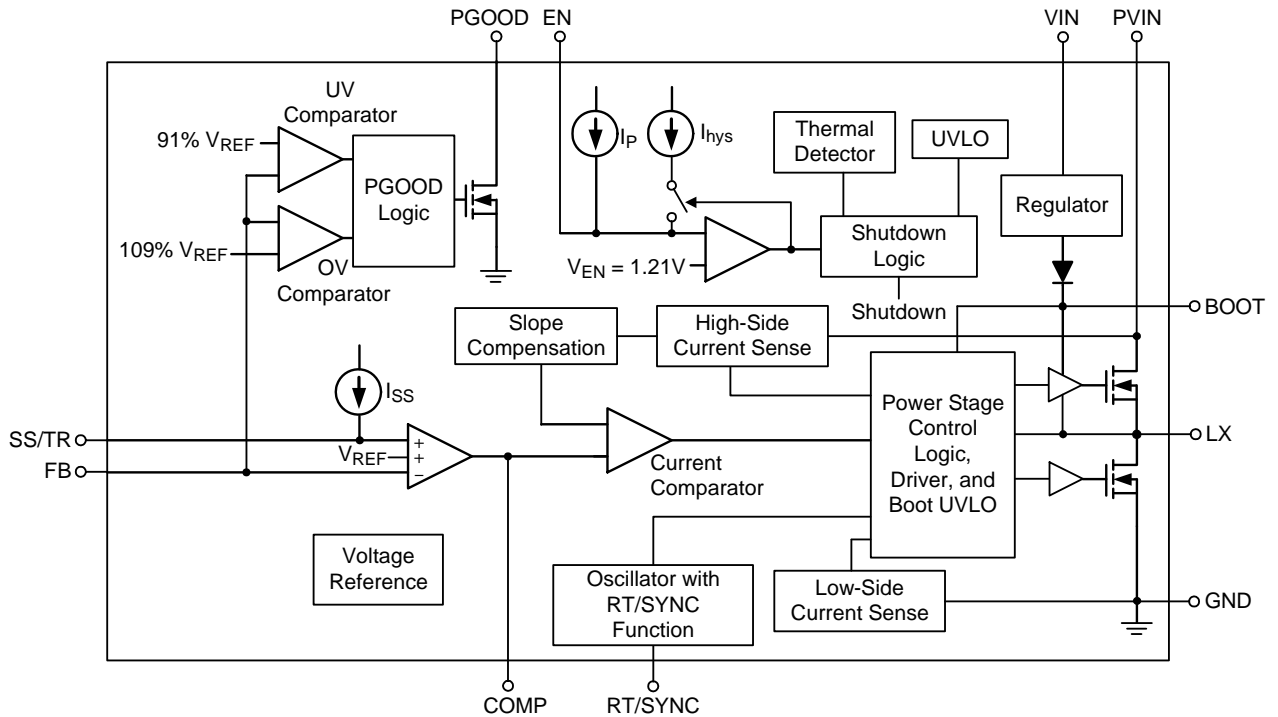 PGOOD
EN
VIN
PVIN
UV
Comparator
91% VREF
PGOOD
Logic
109% VREF
OV
Comparator
IP
Ihys
Thermal
Detector
UVLO
Regulator
VEN = 1.21V
Shutdown
Logic
Shutdown
BOOT
Slope
Compensation
High-Side
Current Sense
ISS
SS/TR
+
VREF
+
FB
−
Current
Comparator
Power Stage
Control
Logic,
Driver, and
Boot UVLO
LX
Voltage
Reference
Oscillator with
RT/SYNC
Function
Low-Side
Current Sense
GND
COMP
RT/SYNC